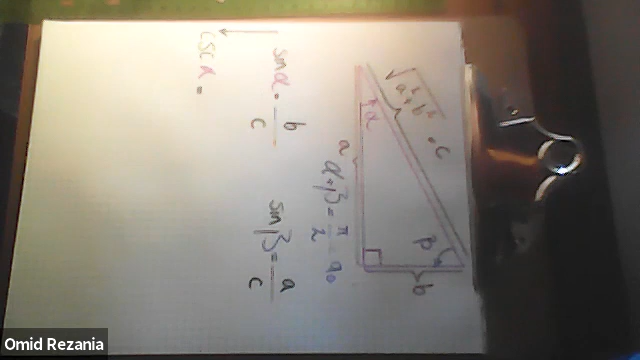 √a²+b² = c
α
a
β
b
α+β = π/2 90
sin α = b/c
sin β = a/c
csc α =
Omid Rezania